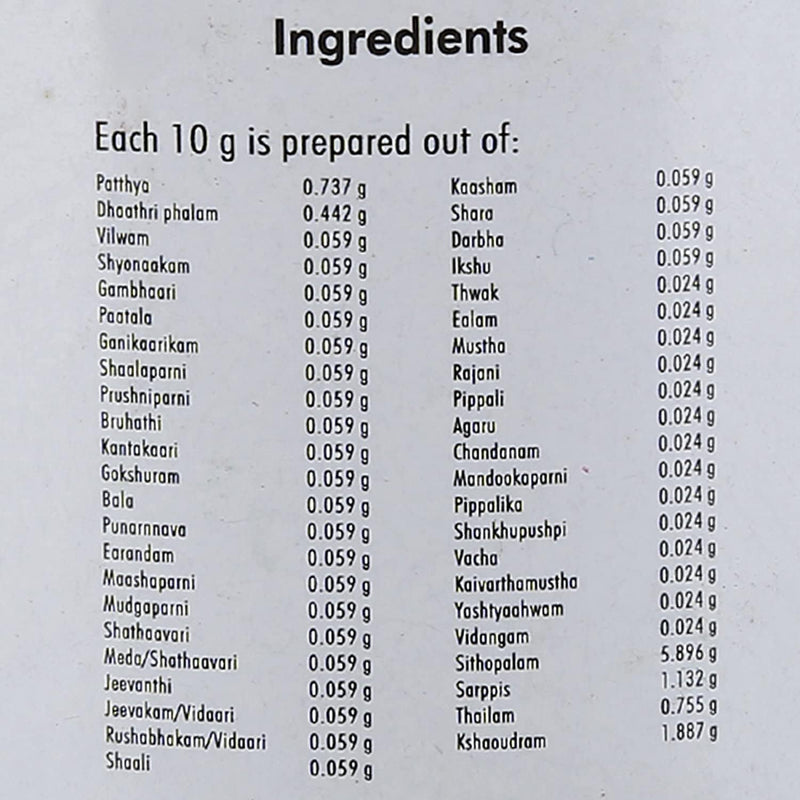 Ingredients
Each 10 g is prepared out of:
Patthya 0.737 g
Dhaathri phalam 0.442 g
Vilwam 0.059 g
Shyonaakam 0.059 g
Gambhaari 0.059 g
Paatala 0.059 g
Ganikaarikam 0.059 g
Shaalaparni 0.059 g
Prushniparni 0.059 g
Bruhathi 0.059 g
Kantakaari 0.059 g
Gokshuram 0.059 g
Bala 0.059 g
Punarnnava 0.059 g
Earandam 0.059 g
Maashaparni 0.059 g
Mudgaparni 0.059 g
Shathaavari 0.059 g
Meda/Shathaavari 0.059 g
Jeevanthi 0.059 g
Jeevakam/Vidaari 0.059 g
Rushabhakam/Vidaari 0.059 g
Shaali 0.059 g
Kaasham 0.059 g
Shara 0.059 g
Darbha 0.059 g
Ikshu 0.059 g
Thwak 0.024 g
Ealam 0.024 g
Mustha 0.024 g
Rajani 0.024 g
Pippali 0.024 g
Agaru 0.024 g
Chandanam 0.024 g
Mandookaparni 0.024 g
Pippalika 0.024 g
Shankhupushpi 0.024 g
Vacha 0.024 g
Kaivarthamustha 0.024 g
Yashtyaahwam 0.024 g
Vidangam 0.024 g
Sithopalam 5.896 g
Sarppis 1.132 g
Thailam 0.755 g
Kshaoudram 1.887 g